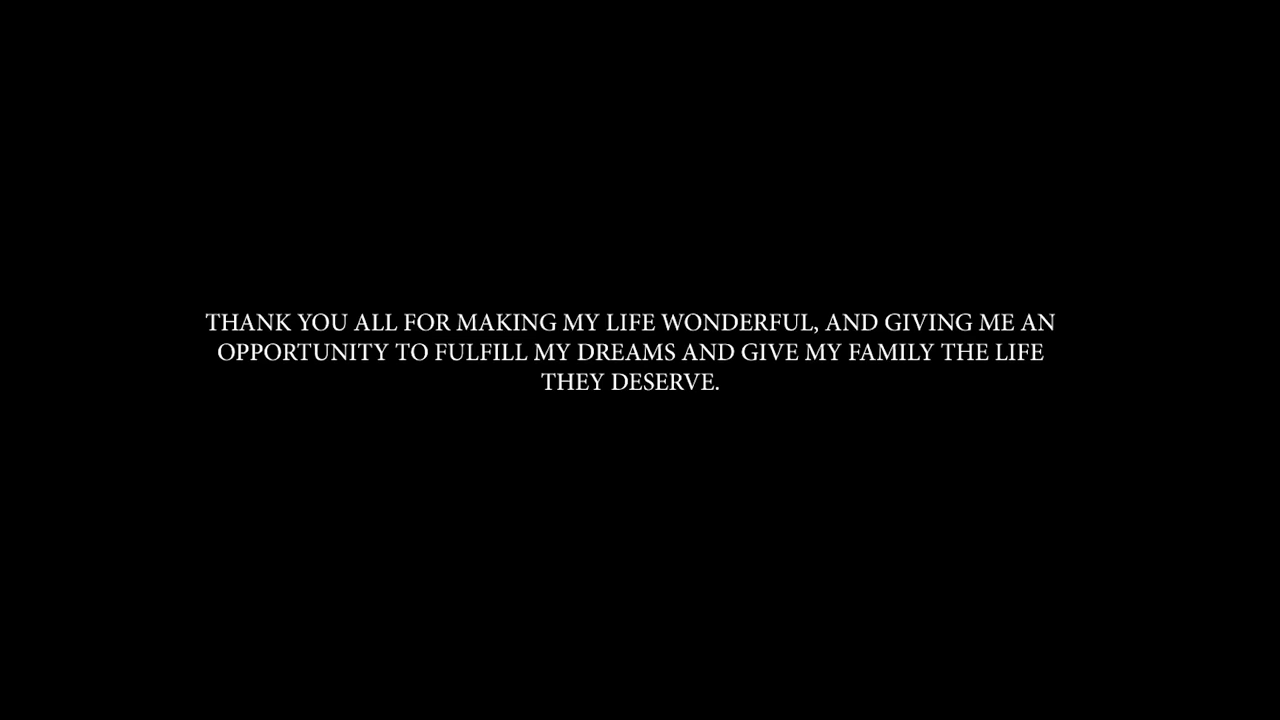 THANK YOU ALL FOR MAKING MY LIFE WONDERFUL, AND GIVING ME AN
OPPORTUNITY TO FULFILL MY DREAMS AND GIVE MY FAMILY THE LIFE
THEY DESERVE.